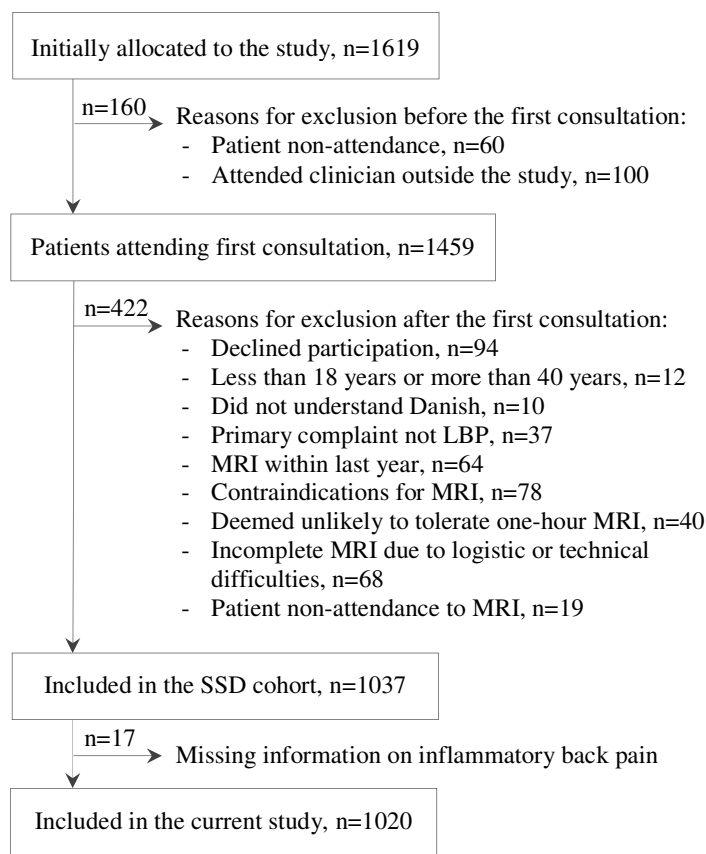 Initially allocated to the study, n=1619
n=160
Reasons for exclusion before the first consultation:
- Patient non-attendance, n=60
- Attended clinician outside the study, n=100
Patients attending first consultation, n=1459
n=422
Reasons for exclusion after the first consultation:
- Declined participation, n=94
- Less than 18 years or more than 40 years, n=12
- Did not understand Danish, n=10
- Primary complaint not LBP, n=37
- MRI within last year, n=64
- Contraindications for MRI, n=78
- Deemed unlikely to tolerate one-hour MRI, n=40
- Incomplete MRI due to logistic or technical
difficulties, n=68
- Patient non-attendance to MRI, n=19
Included in the SSD cohort, n=1037
n=17
Missing information on inflammatory back pain
Included in the current study, n=1020